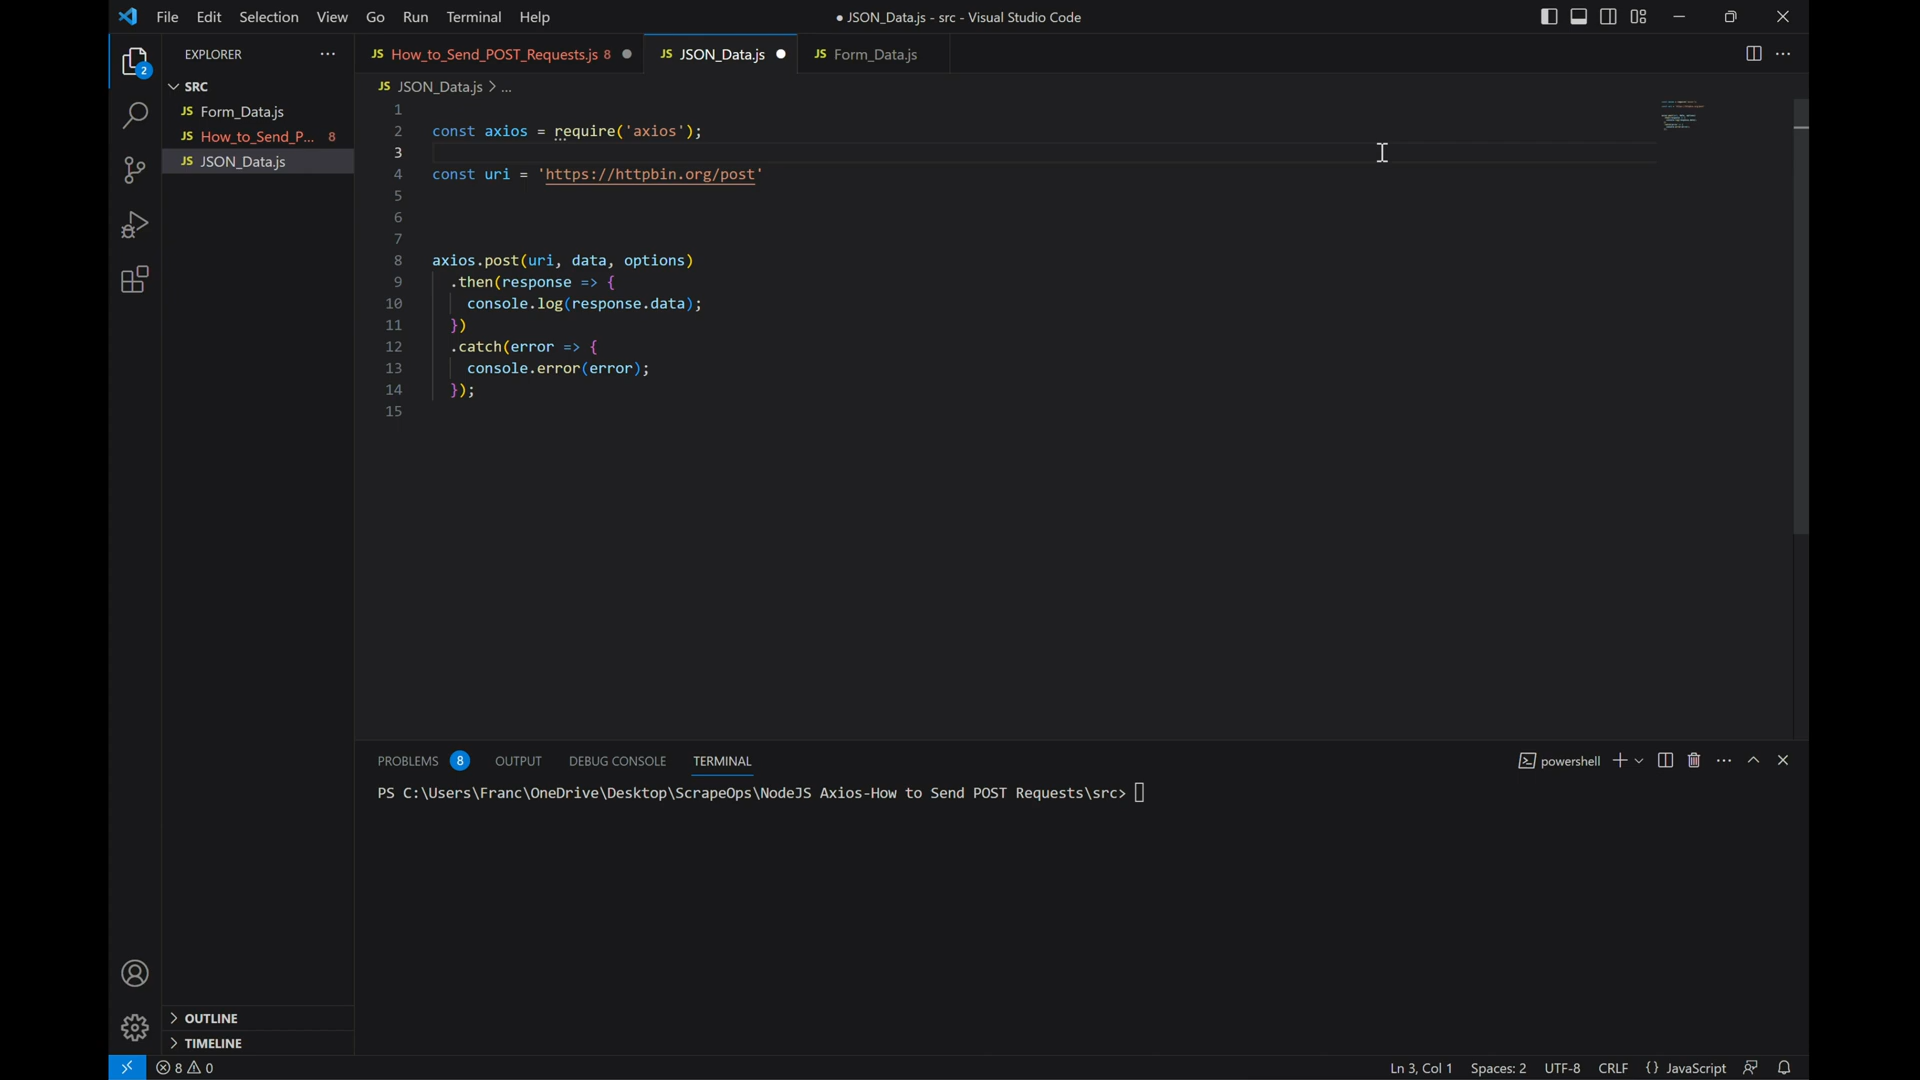 File Edit Selection View Go Run Terminal Help
● JSON_Data.js - src - Visual Studio Code
EXPLORER ···
JS How_to_Send_POST_Requests.js 8 ●
JS JSON_Data.js ●
JS Form_Data.js
2
SRC
JS Form_Data.js
JS How_to_Send_P... 8
JS JSON_Data.js
JS JSON_Data.js > ...
1
2 const axios = require('axios');
3
4 const uri = 'https://httpbin.org/post'
5
6
7
8 axios.post(uri, data, options)
9 .then(response => {
10 console.log(response.data);
11 })
12 .catch(error => {
13 console.error(error);
14 });
15
PROBLEMS 8 OUTPUT DEBUG CONSOLE TERMINAL
powershell
PS C:\Users\Franc\OneDrive\Desktop\ScrapeOps\NodeJS Axios-How to Send POST Requests\src>
OUTLINE
TIMELINE
8 0
Ln 3, Col 1 Spaces: 2 UTF-8 CRLF {} JavaScript